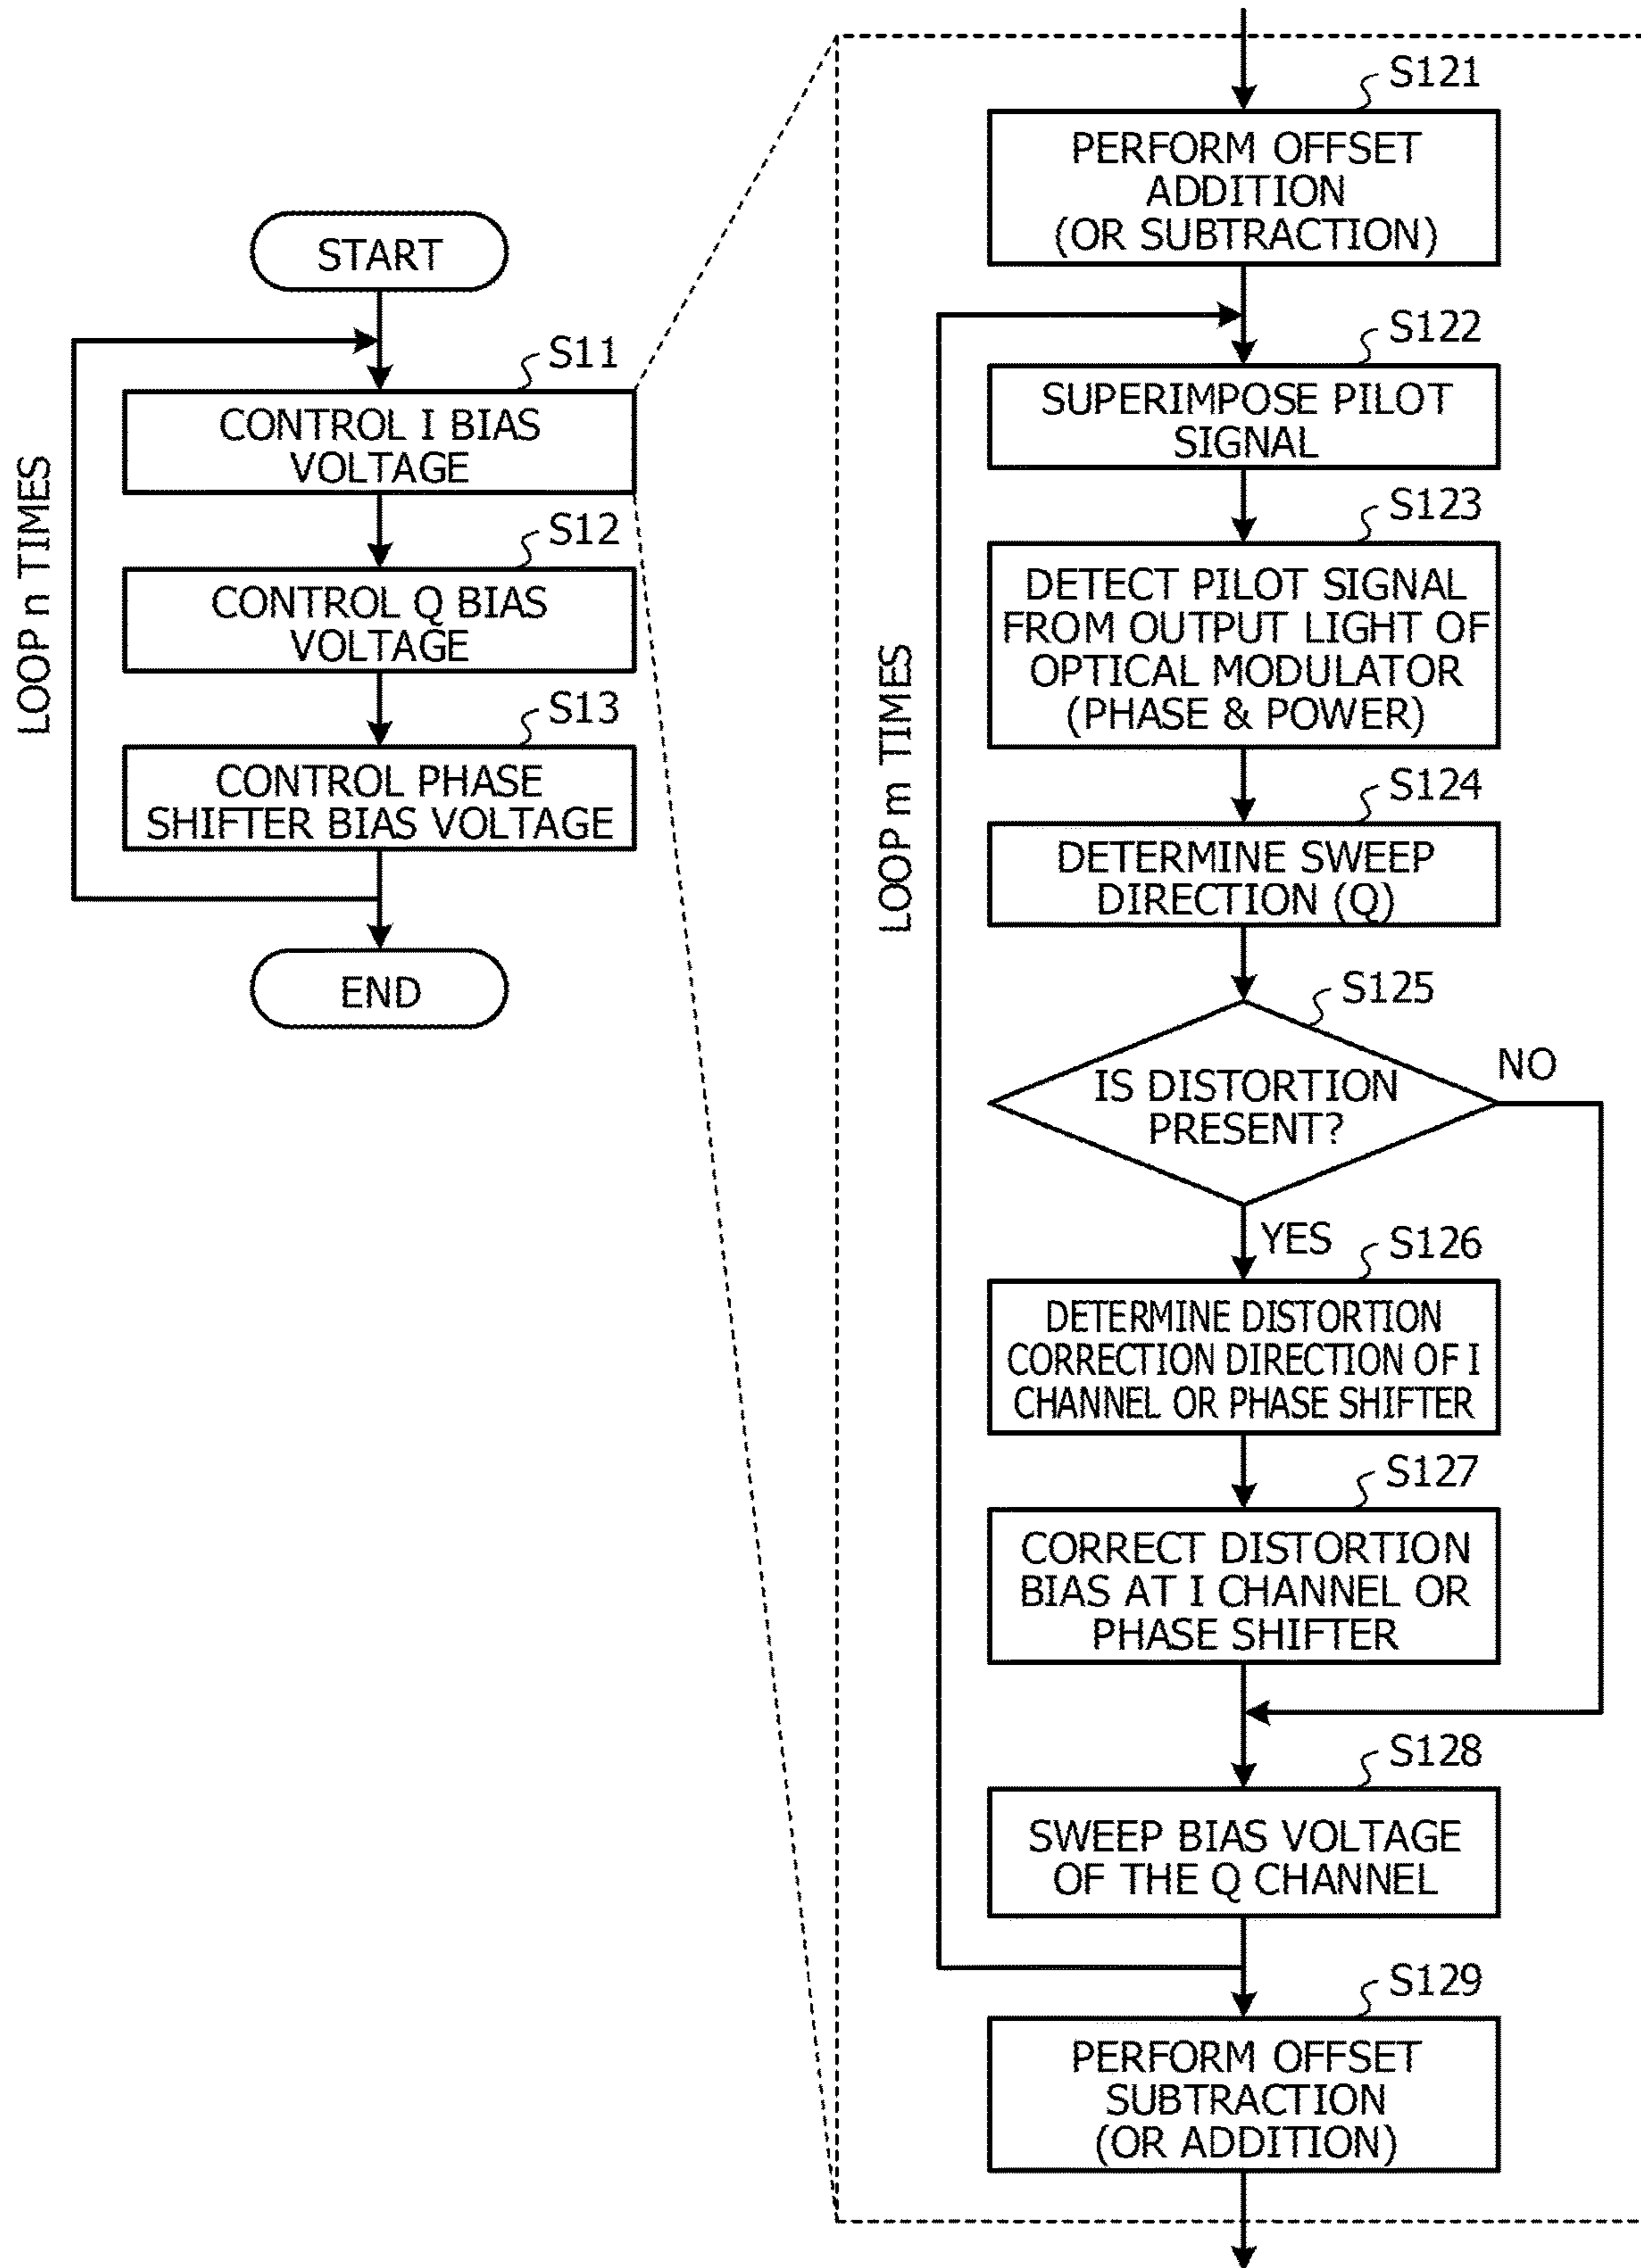 START
LOOP n TIMES
S11
CONTROL I BIAS
VOLTAGE
S12
CONTROL Q BIAS
VOLTAGE
S13
CONTROL PHASE
SHIFTER BIAS VOLTAGE
END
S121
PERFORM OFFSET
ADDITION
(OR SUBTRACTION)
LOOP m TIMES
S122
SUPERIMPOSE PILOT
SIGNAL
S123
DETECT PILOT SIGNAL
FROM OUTPUT LIGHT OF
OPTICAL MODULATOR
(PHASE & POWER)
S124
DETERMINE SWEEP
DIRECTION (Q)
S125
IS DISTORTION
PRESENT?
NO
YES
S126
DETERMINE DISTORTION
CORRECTION DIRECTION OF I
CHANNEL OR PHASE SHIFTER
S127
CORRECT DISTORTION
BIAS AT I CHANNEL OR
PHASE SHIFTER
S128
SWEEP BIAS VOLTAGE
OF THE Q CHANNEL
S129
PERFORM OFFSET
SUBTRACTION
(OR ADDITION)